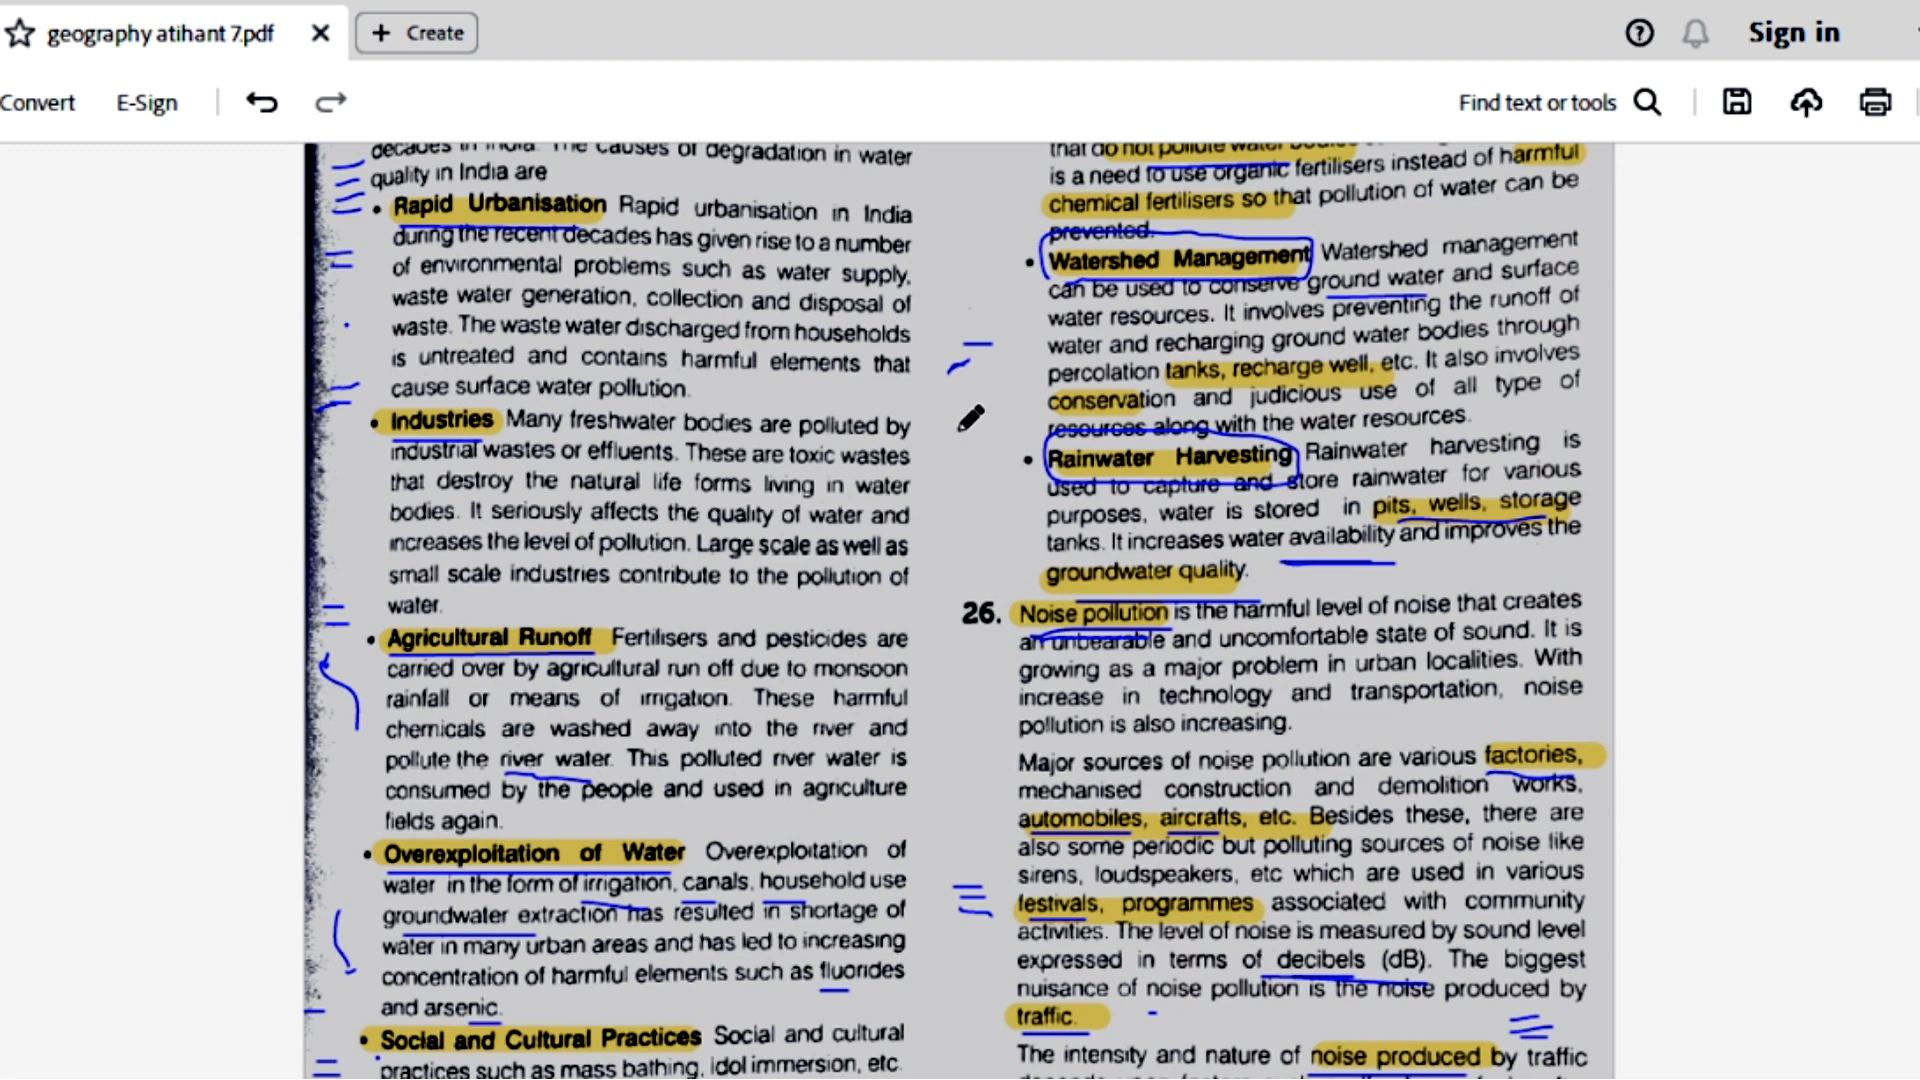 geography atihant 7.pdf
Create
Sign in
Convert
E-Sign
Find text or tools
decades in India. The causes of degradation in water
quality in India are
• Rapid Urbanisation Rapid urbanisation in India
during the recent decades has given rise to a number
of environmental problems such as water supply,
waste water generation, collection and disposal of
waste. The waste water discharged from households
is untreated and contains harmful elements that
cause surface water pollution.
• Industries Many freshwater bodies are polluted by
industrial wastes or effluents. These are toxic wastes
that destroy the natural life forms living in water
bodies. It seriously affects the quality of water and
increases the level of pollution. Large scale as well as
small scale industries contribute to the pollution of
water.
• Agricultural Runoff Fertilisers and pesticides are
carried over by agricultural run off due to monsoon
rainfall or means of irrigation. These harmful
chemicals are washed away into the river and
pollute the river water. This polluted river water is
consumed by the people and used in agriculture
fields again.
• Overexploitation of Water Overexploitation of
water in the form of irrigation, canals, household use
groundwater extraction has resulted in shortage of
water in many urban areas and has led to increasing
concentration of harmful elements such as fluorides
and arsenic.
• Social and Cultural Practices Social and cultural
practices such as mass bathing, idol immersion, etc.
that do not pollute water
is a need to use organic fertilisers instead of harmful
chemical fertilisers so that pollution of water can be
prevented.
• Watershed Management Watershed management
can be used to conserve ground water and surface
water resources. It involves preventing the runoff of
water and recharging ground water bodies through
percolation tanks, recharge well, etc. It also involves
conservation and judicious use of all type of
resources along with the water resources.
• Rainwater Harvesting Rainwater harvesting is
used to capture and store rainwater for various
purposes, water is stored in pits, wells, storage
tanks. It increases water availability and improves the
groundwater quality.
26. Noise pollution is the harmful level of noise that creates
an unbearable and uncomfortable state of sound. It is
growing as a major problem in urban localities. With
increase in technology and transportation, noise
pollution is also increasing.
Major sources of noise pollution are various factories,
mechanised construction and demolition works,
automobiles, aircrafts, etc. Besides these, there are
also some periodic but polluting sources of noise like
sirens, loudspeakers, etc which are used in various
festivals, programmes associated with community
activities. The level of noise is measured by sound level
expressed in terms of decibels (dB). The biggest
nuisance of noise pollution is the noise produced by
traffic.
The intensity and nature of noise produced by traffic